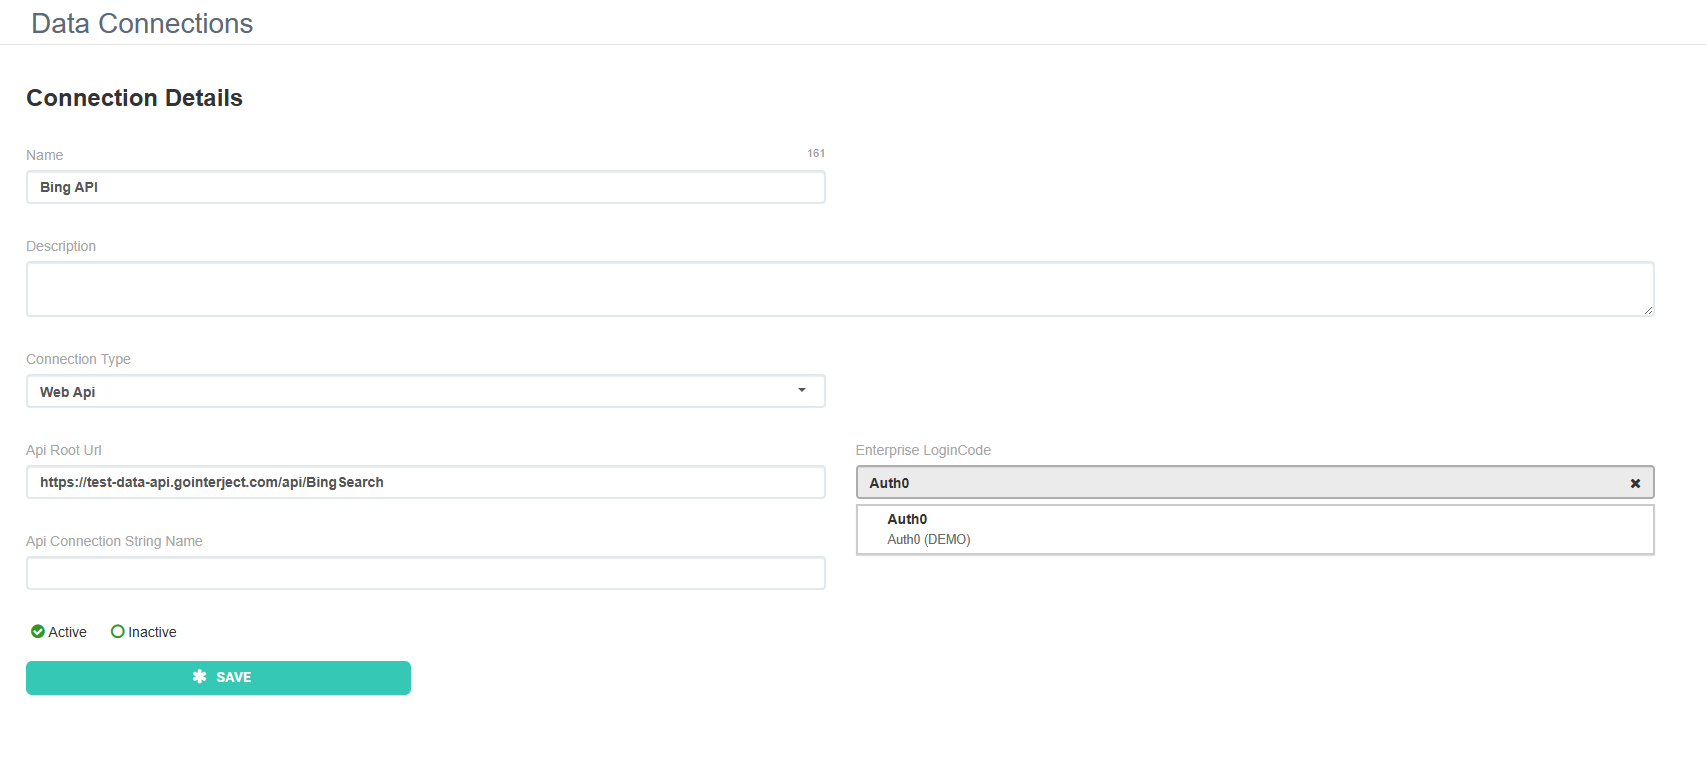 Data Connections
Connection Details
Name 161
Bing API
Description
Connection Type
Web Api
Api Root Url
https://test-data-api.gointerject.com/api/BingSearch
Enterprise LoginCode
Auth0
Auth0
Auth0 (DEMO)
Api Connection String Name
Active Inactive
SAVE